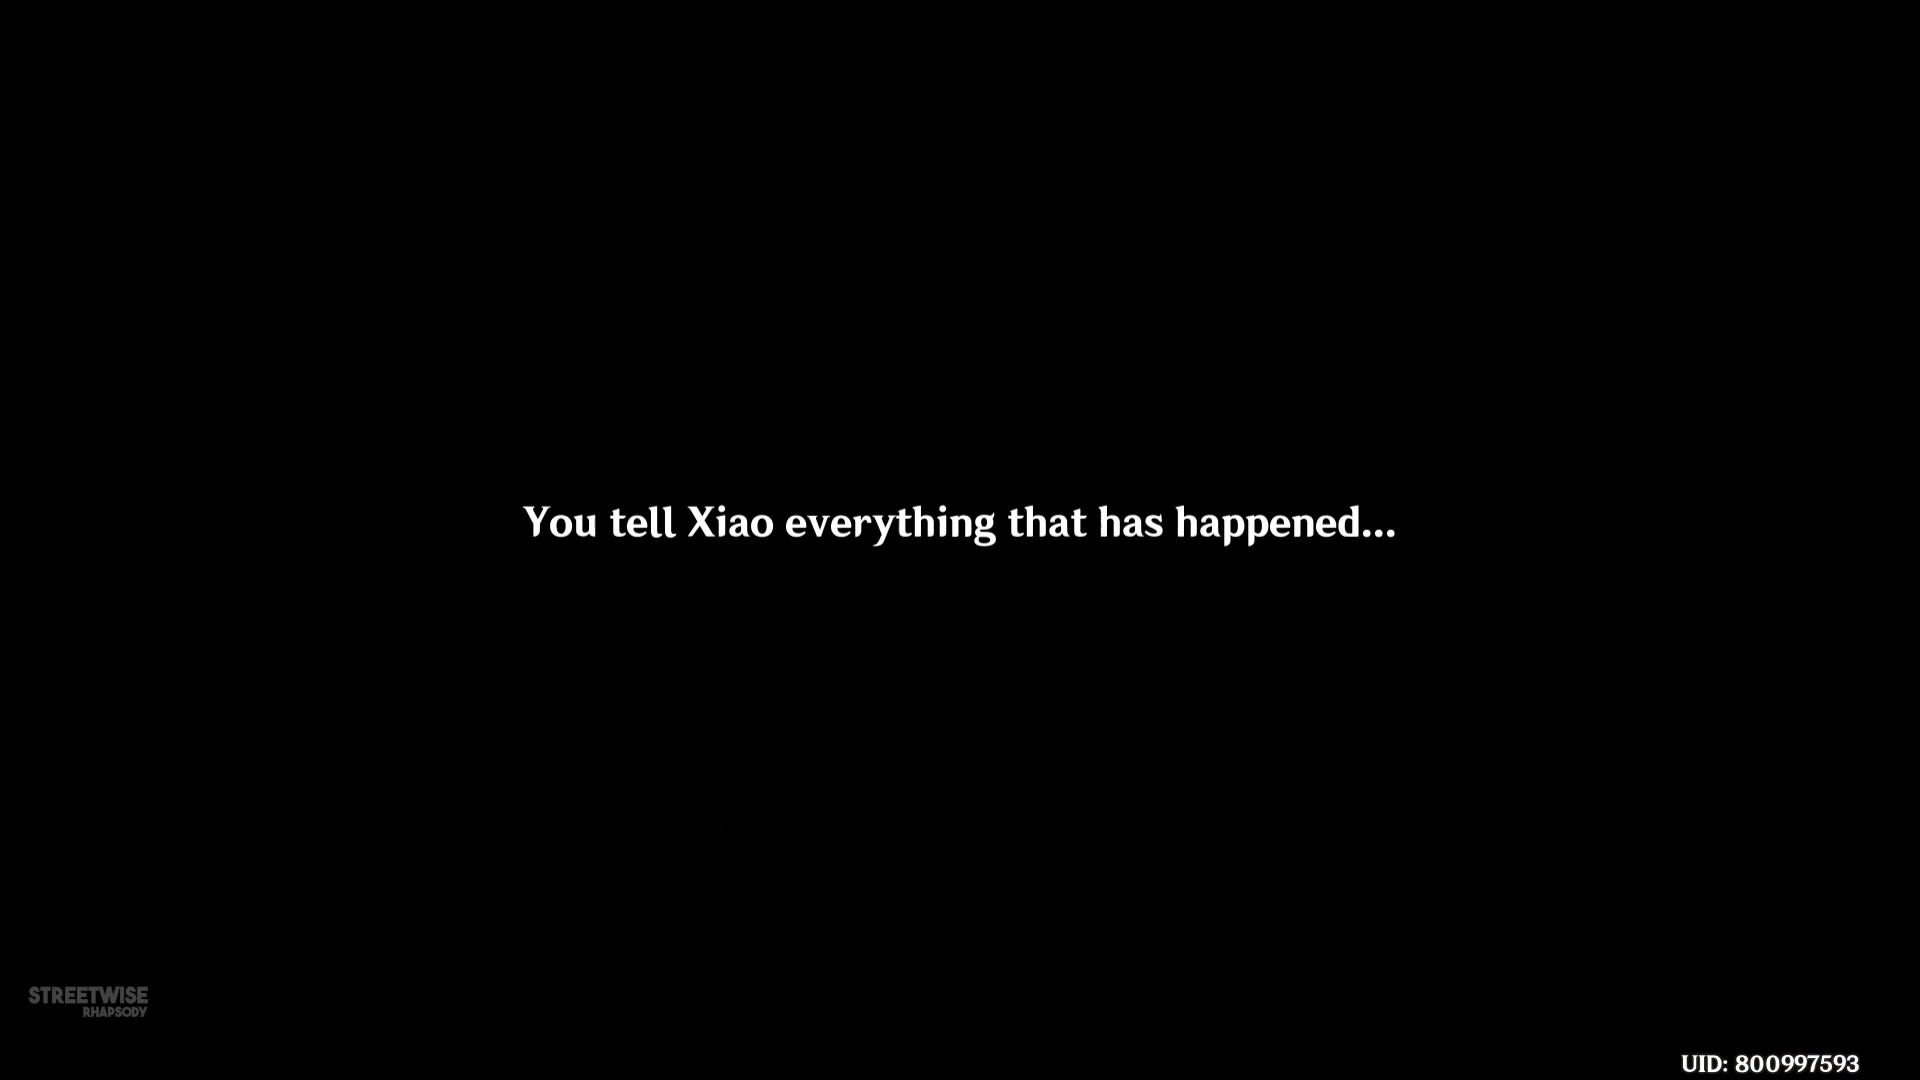 You tell Xiao everything that has happened...
STREETWISE
RHAPSODY
UID: 800997593